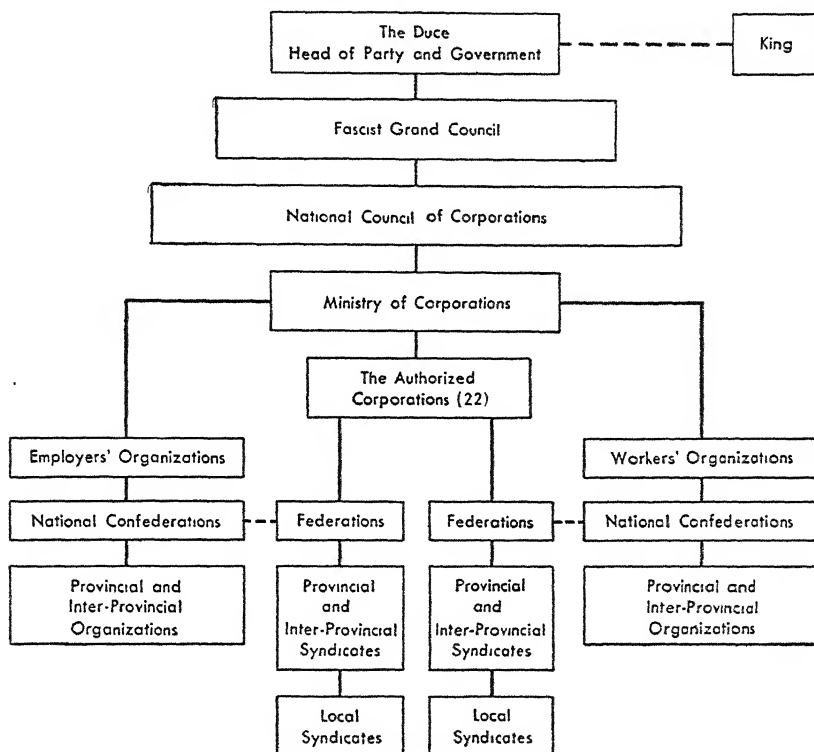 The Duce
Head of Party and Government
King
Fascist Grand Council
National Council of Corporations
Ministry of Corporations
The Authorized
Corporations (22)
Employers' Organizations
Workers' Organizations
National Confederations
Federations
Federations
National Confederations
Provincial and
Inter-Provincial
Organizations
Provincial
and
Inter-Provincial
Syndicates
Provincial
and
Inter-Provincial
Syndicates
Provincial and
Inter-Provincial
Organizations
Local
Syndicates
Local
Syndicates